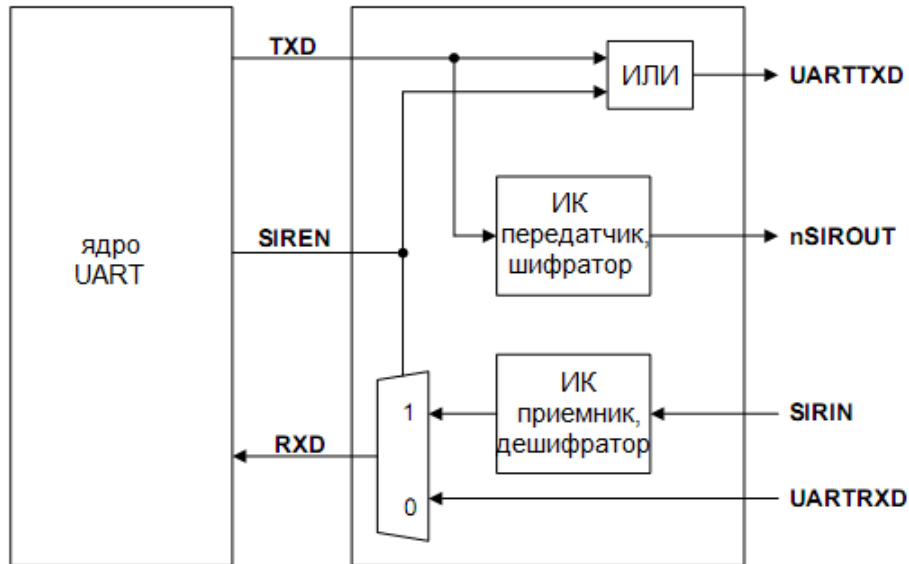 TXD
ИЛИ
UARTTXD
ядро
UART
SIREN
ИК
передатчик,
шифратор
nSIROUT
ИК
приемник,
дешифратор
1
0
SIRIN
RXD
UARTRXD